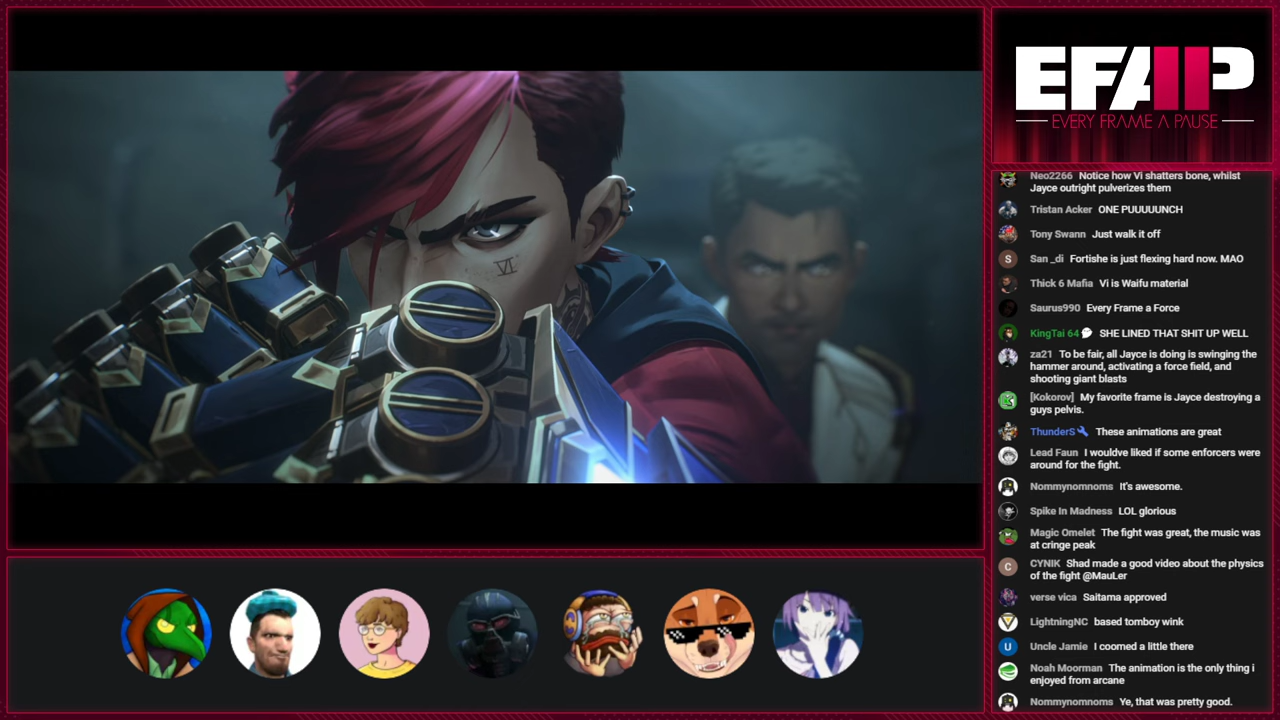 VI
EFAP
EVERY FRAME A PAUSE
Neo2266 Notice how Vi shatters bone, whilst
Jayce outright pulverizes them
Tristan Acker ONE PUUUUUNCH
Tony Swann Just walk it off
S
San _di Fortishe is just flexing hard now. MAO
Thick 6 Mafia Vi is Waifu material
Saurus990 Every Frame a Force
KingTai 64 SHE LINED THAT SHIT UP WELL
za21 To be fair, all Jayce is doing is swinging the
hammer around, activating a force field, and
shooting giant blasts
[Kokorov] My favorite frame is Jayce destroying a
guys pelvis.
ThunderS These animations are great
Lead Faun I wouldve liked if some enforcers were
around for the fight.
Nommynomnoms It's awesome.
Spike In Madness LOL glorious
Magic Omelet The fight was great, the music was
at cringe peak
C
CYNIK Shad made a good video about the physics
of the fight @MauLer
verse vica Saitama approved
LightningNC based tomboy wink
U
Uncle Jamie I coomed a little there
Noah Moorman The animation is the only thing i
enjoyed from arcane
Nommynomnoms Ye, that was pretty good.